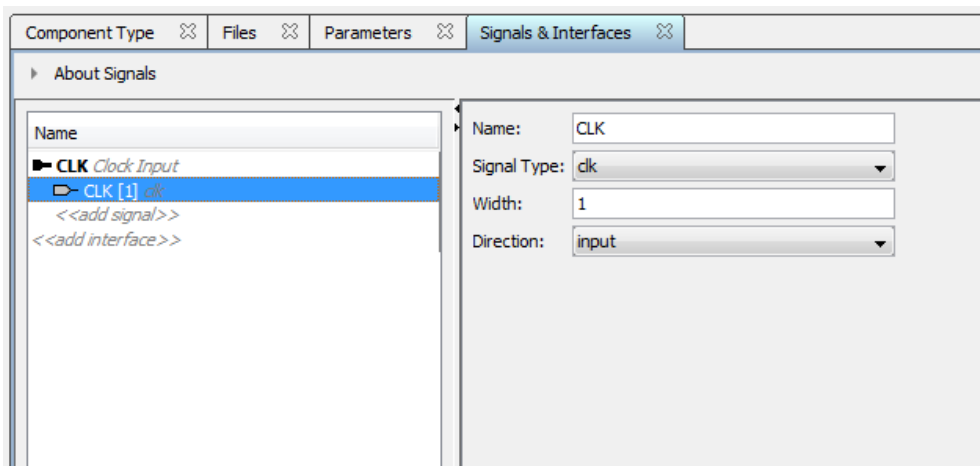 Component Type Files Parameters Signals & Interfaces
About Signals
Name
CLK Clock Input
CLK [1] clk
<<add signal>>
<<add interface>>
Name: CLK
Signal Type: clk
Width: 1
Direction: input